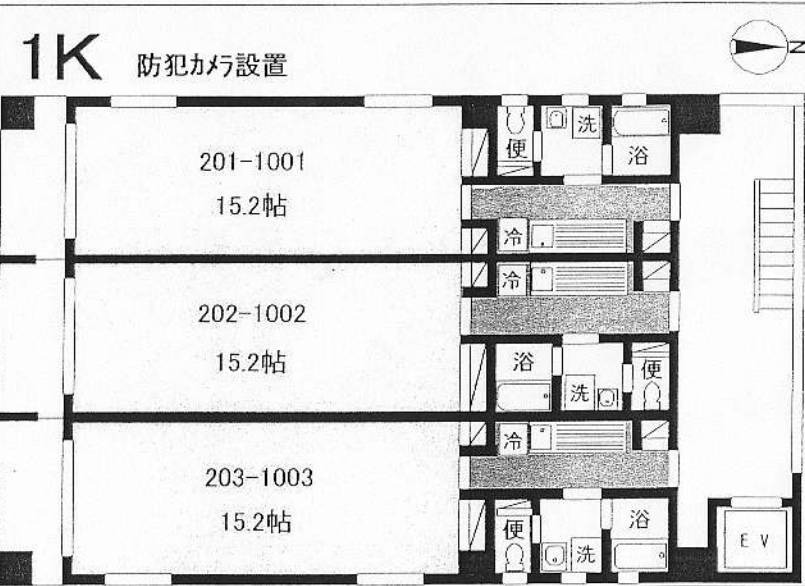 1K 防犯カメラ設置
N
201-1001
15.2帖
便
洗
浴
冷
冷
202-1002
15.2帖
浴
洗
便
冷
203-1003
15.2帖
便
洗
浴
EV